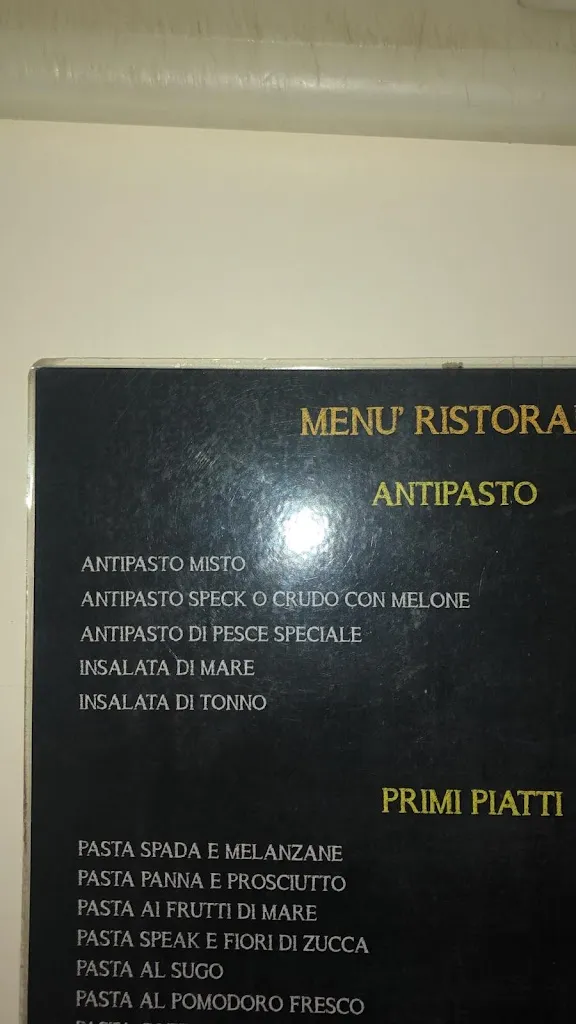 MENU' RISTORA
ANTIPASTO
ANTIPASTO MISTO
ANTIPASTO SPECK O CRUDO CON MELONE
ANTIPASTO DI PESCE SPECIALE
INSALATA DI MARE
INSALATA DI TONNO
PRIMI PIATTI
PASTA SPADA E MELANZANE
PASTA PANNA E PROSCIUTTO
PASTA AI FRUTTI DI MARE
PASTA SPEAK E FIORI DI ZUCCA
PASTA AL SUGO
PASTA AL POMODORO FRESCO